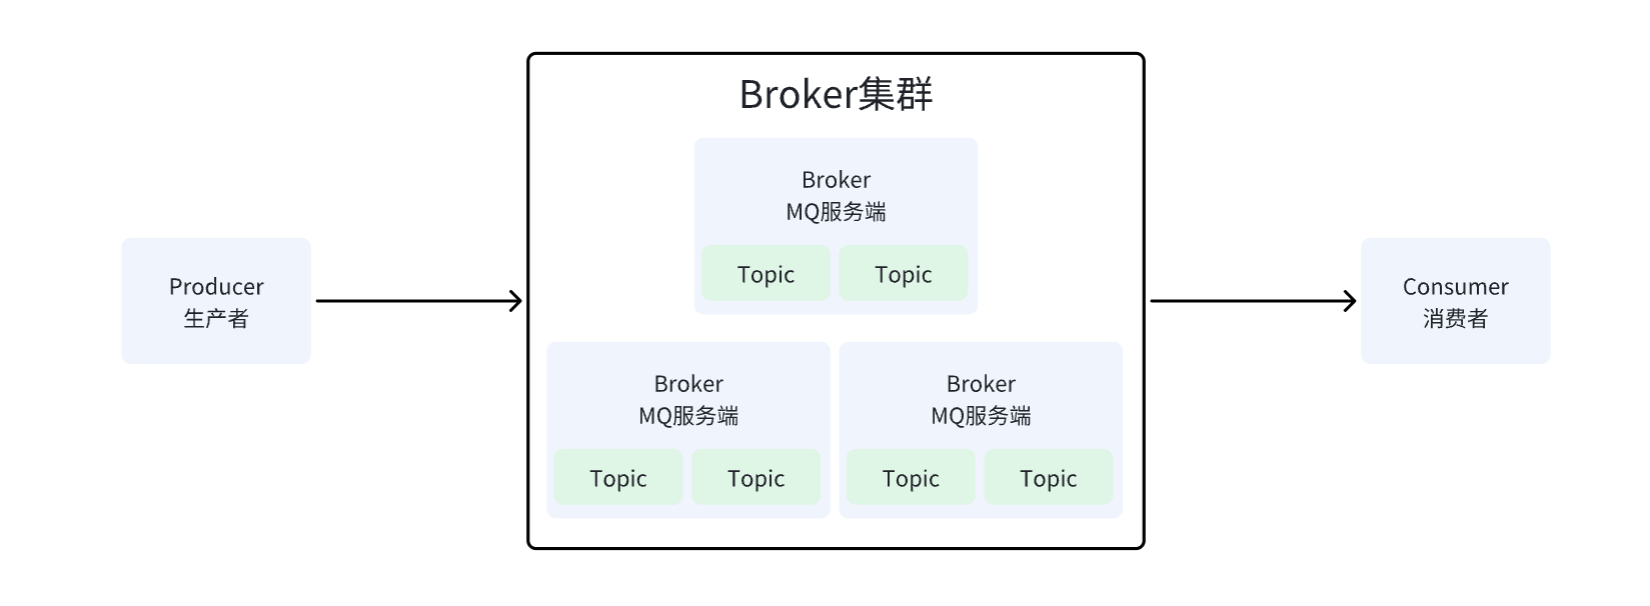 Broker集群
Broker
MQ服务端
Topic
Topic
Producer
生产者
Consumer
消费者
Broker
MQ服务端
Topic
Topic
Broker
MQ服务端
Topic
Topic